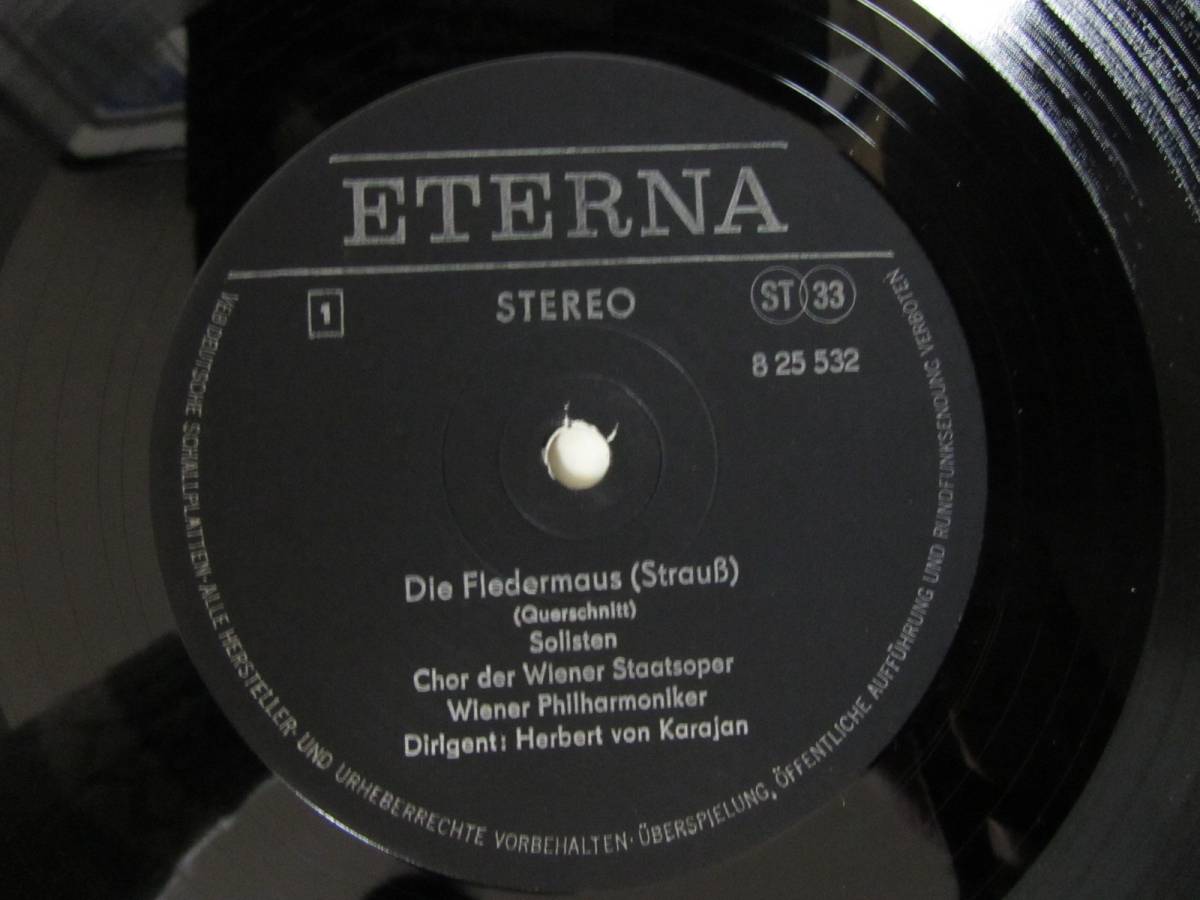 ETERNA
1
STEREO
ST 33
8 25 532
Die Fledermaus (Strauß)
(Querschnitt)
Solisten
Chor der Wiener Staatsoper
Wiener Philharmoniker
Dirigent: Herbert von Karajan
VEB DEUTSCHE SCHALLPLATTEN·ALLE HERSTELLER- UND URHEBERRECHTE VORBEHALTEN·ÜBERSPIELUNG, ÖFFENTLICHE AUFFÜHRUNG UND RUNDFUNKSENDUNG VERBOTEN